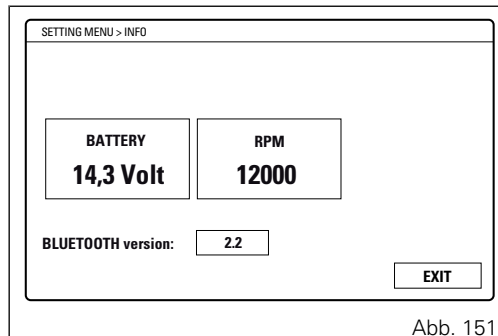 SETTING MENU > INFO
BATTERY
14,3 Volt
RPM
12000
BLUETOOTH version: 2.2
EXIT
Abb. 151